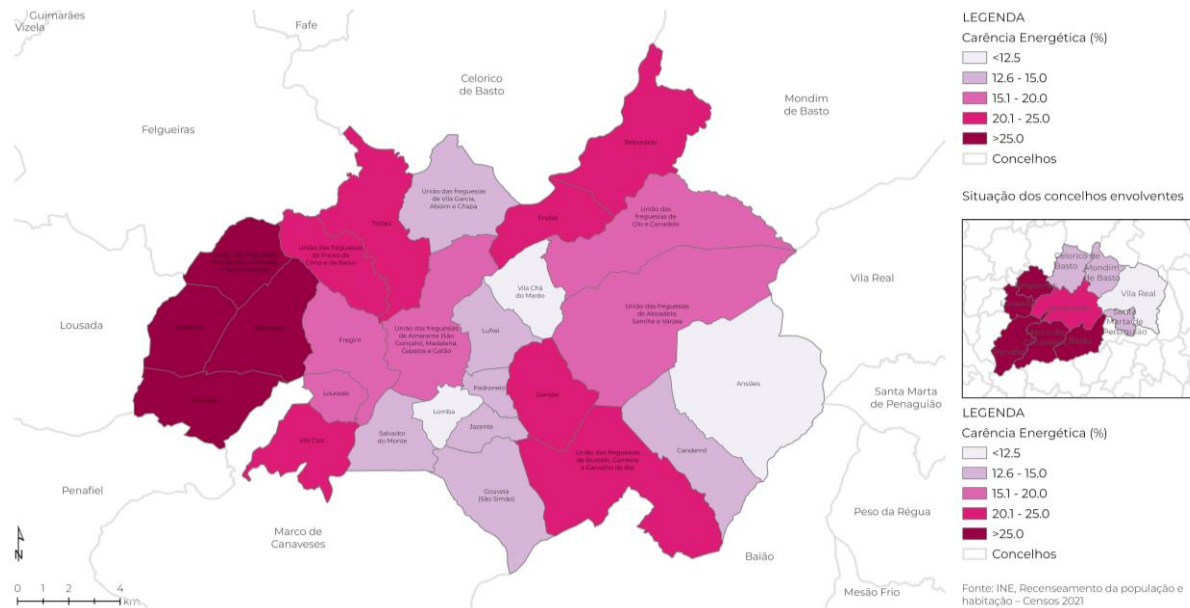 Guimarães
Vizela
Fafe
Celorico
de Basto
Mondim
de Basto
Felgueiras
Rebordelo
União das freguesias
de Vila Garcia,
Aboim e Chapa
Telões
Fridão
União das
freguesias de
Olo e Canadelo
União das freguesias
de Freixo de
Cima e de Baixo
Vila Chã
do Marão
Vila Real
União das freguesias
de Aboadela,
Sanche e Várzea
Lousada
Fregim
União das freguesias
de Amarante (São
Gonçalo), Madalena,
Cepelos e Gatão
Lufrei
Ansiães
Padronelo
Gondar
Louredo
Lomba
Santa Marta
de Penaguião
Jazente
Salvador
do Monte
Vila Caiz
Candemil
União das freguesias
de Bustelo, Carneiro
e Carvalho de Rei
Gouveia
(São Simão)
Penafiel
Marco de
Canaveses
Peso da Régua
Baião
Mesão Frio
N
0 1 2 4
km
LEGENDA
Carência Energética (%)
<12.5
12.6 - 15.0
15.1 - 20.0
20.1 - 25.0
>25.0
Concelhos
Situação dos concelhos envolventes
Celorico de
Basto
Mondim
de Basto
Vila Real
Santa
Marta de
Penaguião
LEGENDA
Carência Energética (%)
<12.5
12.6 - 15.0
15.1 - 20.0
20.1 - 25.0
>25.0
Concelhos
Fonte: INE, Recenseamento da população e
habitação – Censos 2021